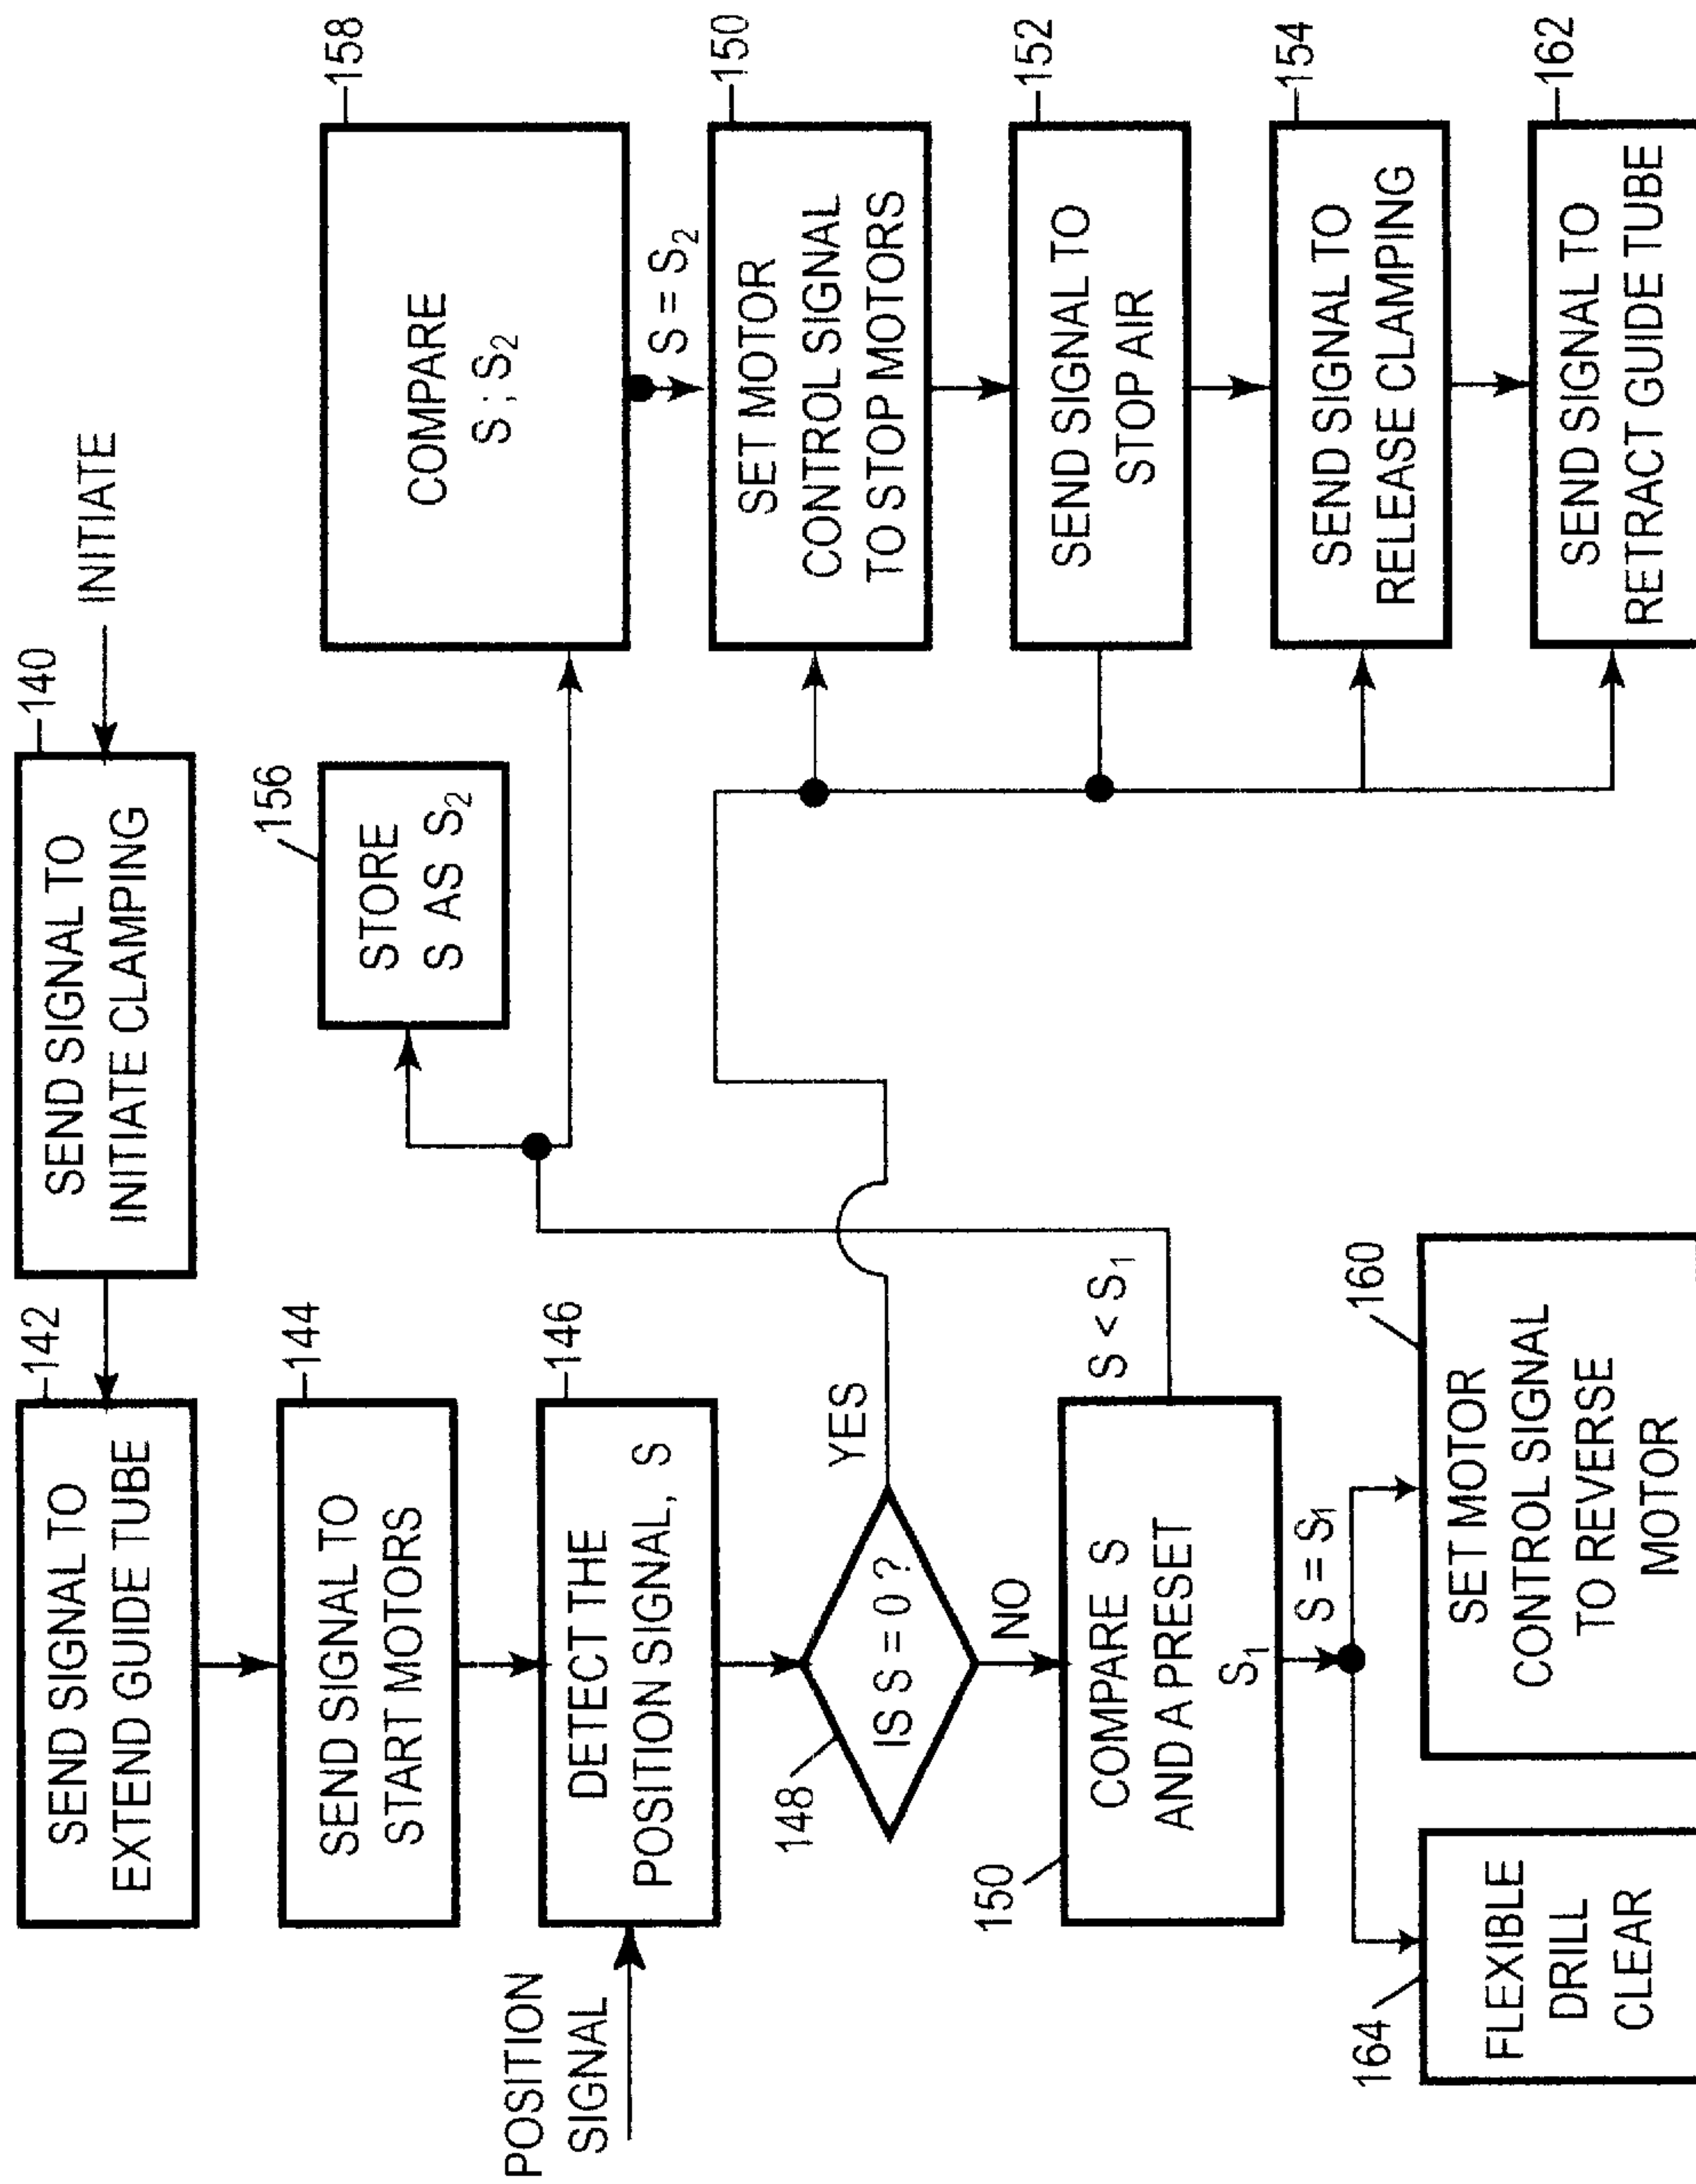 INITIATE
140
SEND SIGNAL TO
INITIATE CLAMPING
142
SEND SIGNAL TO
EXTEND GUIDE TUBE
144
SEND SIGNAL TO
START MOTORS
POSITION
SIGNAL
146
DETECT THE
POSITION SIGNAL, S
148
IS S = 0 ?
YES
NO
150
COMPARE S
AND A PRESET
S₁
S < S₁
S = S₁
164
FLEXIBLE
DRILL
CLEAR
160
SET MOTOR
CONTROL SIGNAL
TO REVERSE
MOTOR
156
STORE
S AS S₂
158
COMPARE
S ; S₂
S = S₂
150
SET MOTOR
CONTROL SIGNAL
TO STOP MOTORS
152
SEND SIGNAL TO
STOP AIR
154
SEND SIGNAL TO
RELEASE CLAMPING
162
SEND SIGNAL TO
RETRACT GUIDE TUBE